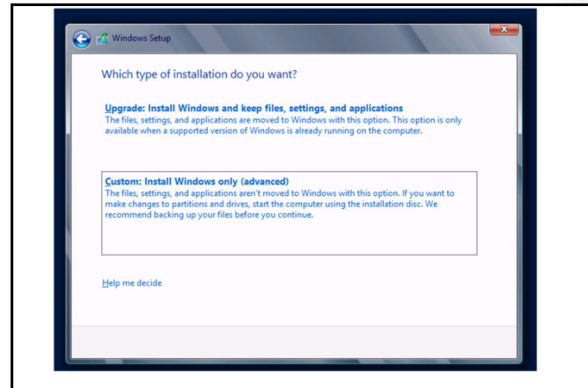 Windows Setup
Which type of installation do you want?
Upgrade: Install Windows and keep files, settings, and applications
The files, settings, and applications are moved to Windows with this option. This option is only
available when a supported version of Windows is already running on the computer.
Custom: Install Windows only (advanced)
The files, settings, and applications aren't moved to Windows with this option. If you want to
make changes to partitions and drives, start the computer using the installation disc. We
recommend backing up your files before you continue.
Help me decide